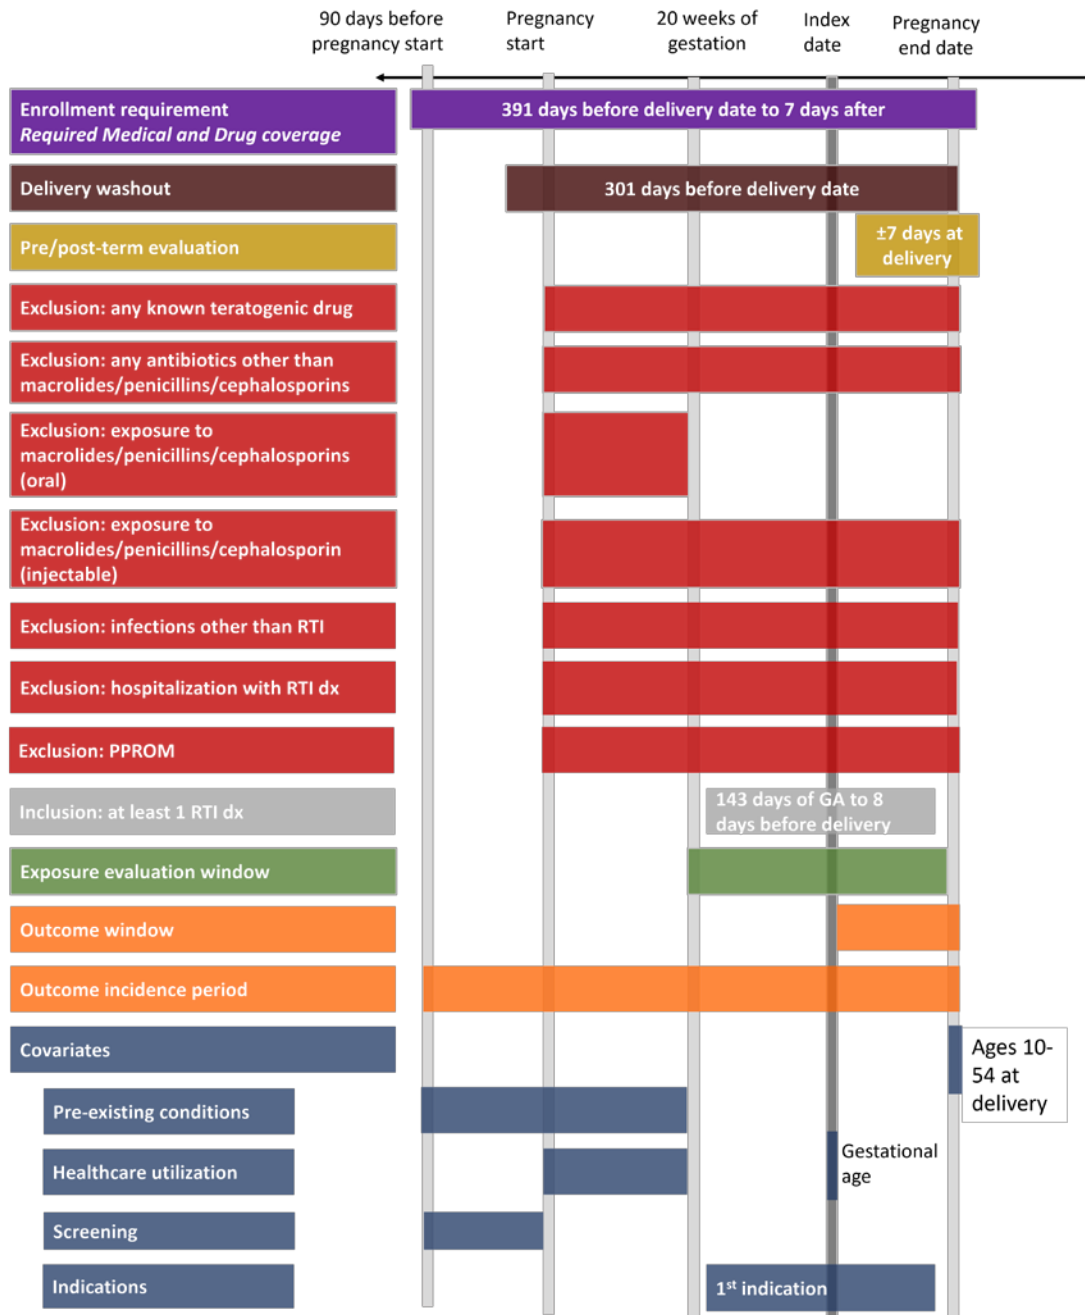 90 days before
pregnancy start
Pregnancy
start
20 weeks of
gestation
Index
date
Pregnancy
end date
Enrollment requirement
Required Medical and Drug coverage
391 days before delivery date to 7 days after
Delivery washout
301 days before delivery date
Pre/post-term evaluation
±7 days at
delivery
Exclusion: any known teratogenic drug
Exclusion: any antibiotics other than
macrolides/penicillins/cephalosporins
Exclusion: exposure to
macrolides/penicillins/cephalosporins
(oral)
Exclusion: exposure to
macrolides/penicillins/cephalosporin
(injectable)
Exclusion: infections other than RTI
Exclusion: hospitalization with RTI dx
Exclusion: PPROM
Inclusion: at least 1 RTI dx
143 days of GA to 8
days before delivery
Exposure evaluation window
Outcome window
Outcome incidence period
Covariates
Ages 10-
54 at
delivery
Pre-existing conditions
Healthcare utilization
Gestational
age
Screening
Indications
1st indication